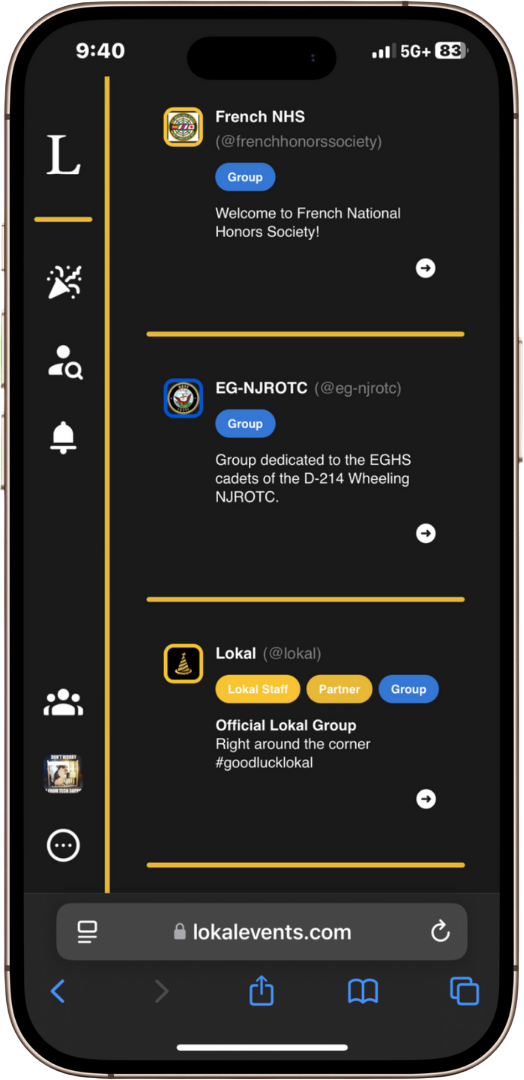 9:40
5G+ 83
L
French NHS
(@frenchhonorssociety)
Group
Welcome to French National
Honors Society!
EG-NJROTC (@eg-njrotc)
Group
Group dedicated to the EGHS
cadets of the D-214 Wheeling
NJROTC.
Lokal (@lokal)
Lokal Staff Partner Group
Official Lokal Group
Right around the corner
#goodlucklokal
DON'T WORRY
lokalevents.com